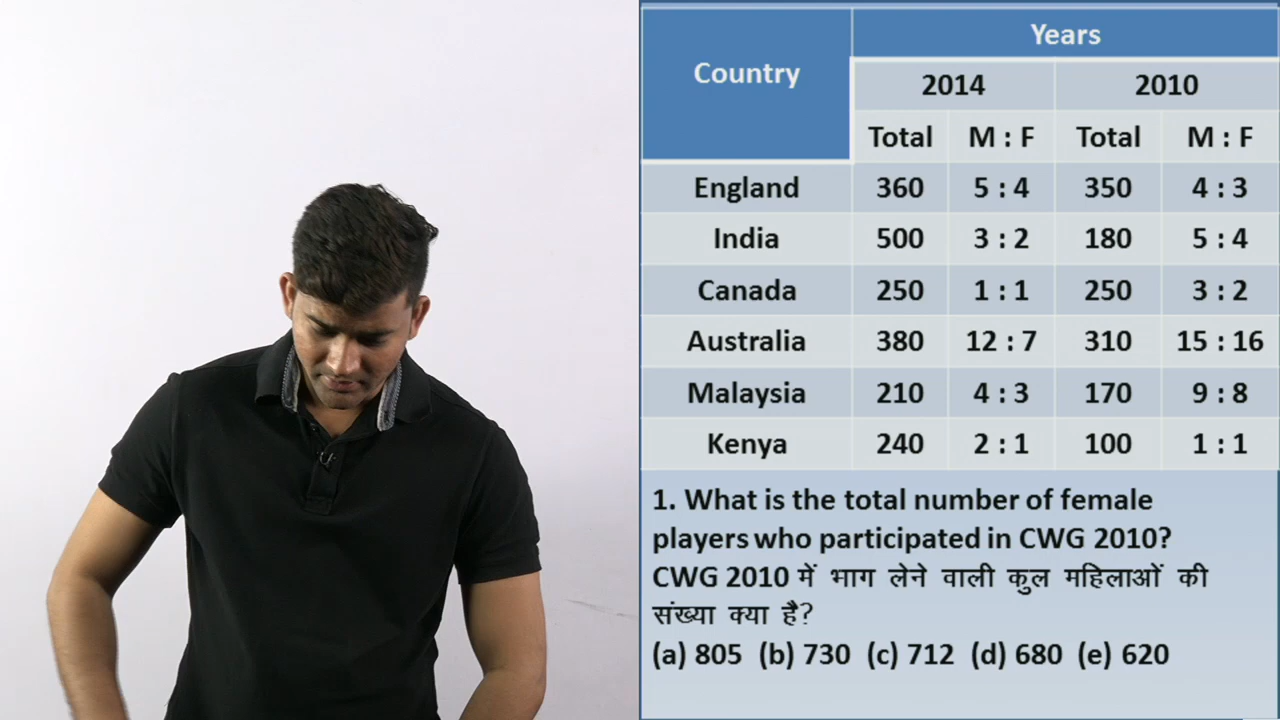 Country Years
2014 2010
Total M : F Total M : F
England 360 5 : 4 350 4 : 3
India 500 3 : 2 180 5 : 4
Canada 250 1 : 1 250 3 : 2
Australia 380 12 : 7 310 15 : 16
Malaysia 210 4 : 3 170 9 : 8
Kenya 240 2 : 1 100 1 : 1
1. What is the total number of female
players who participated in CWG 2010?
CWG 2010 में भाग लेने वाली कुल महिलाओं की
संख्या क्या है?
(a) 805 (b) 730 (c) 712 (d) 680 (e) 620